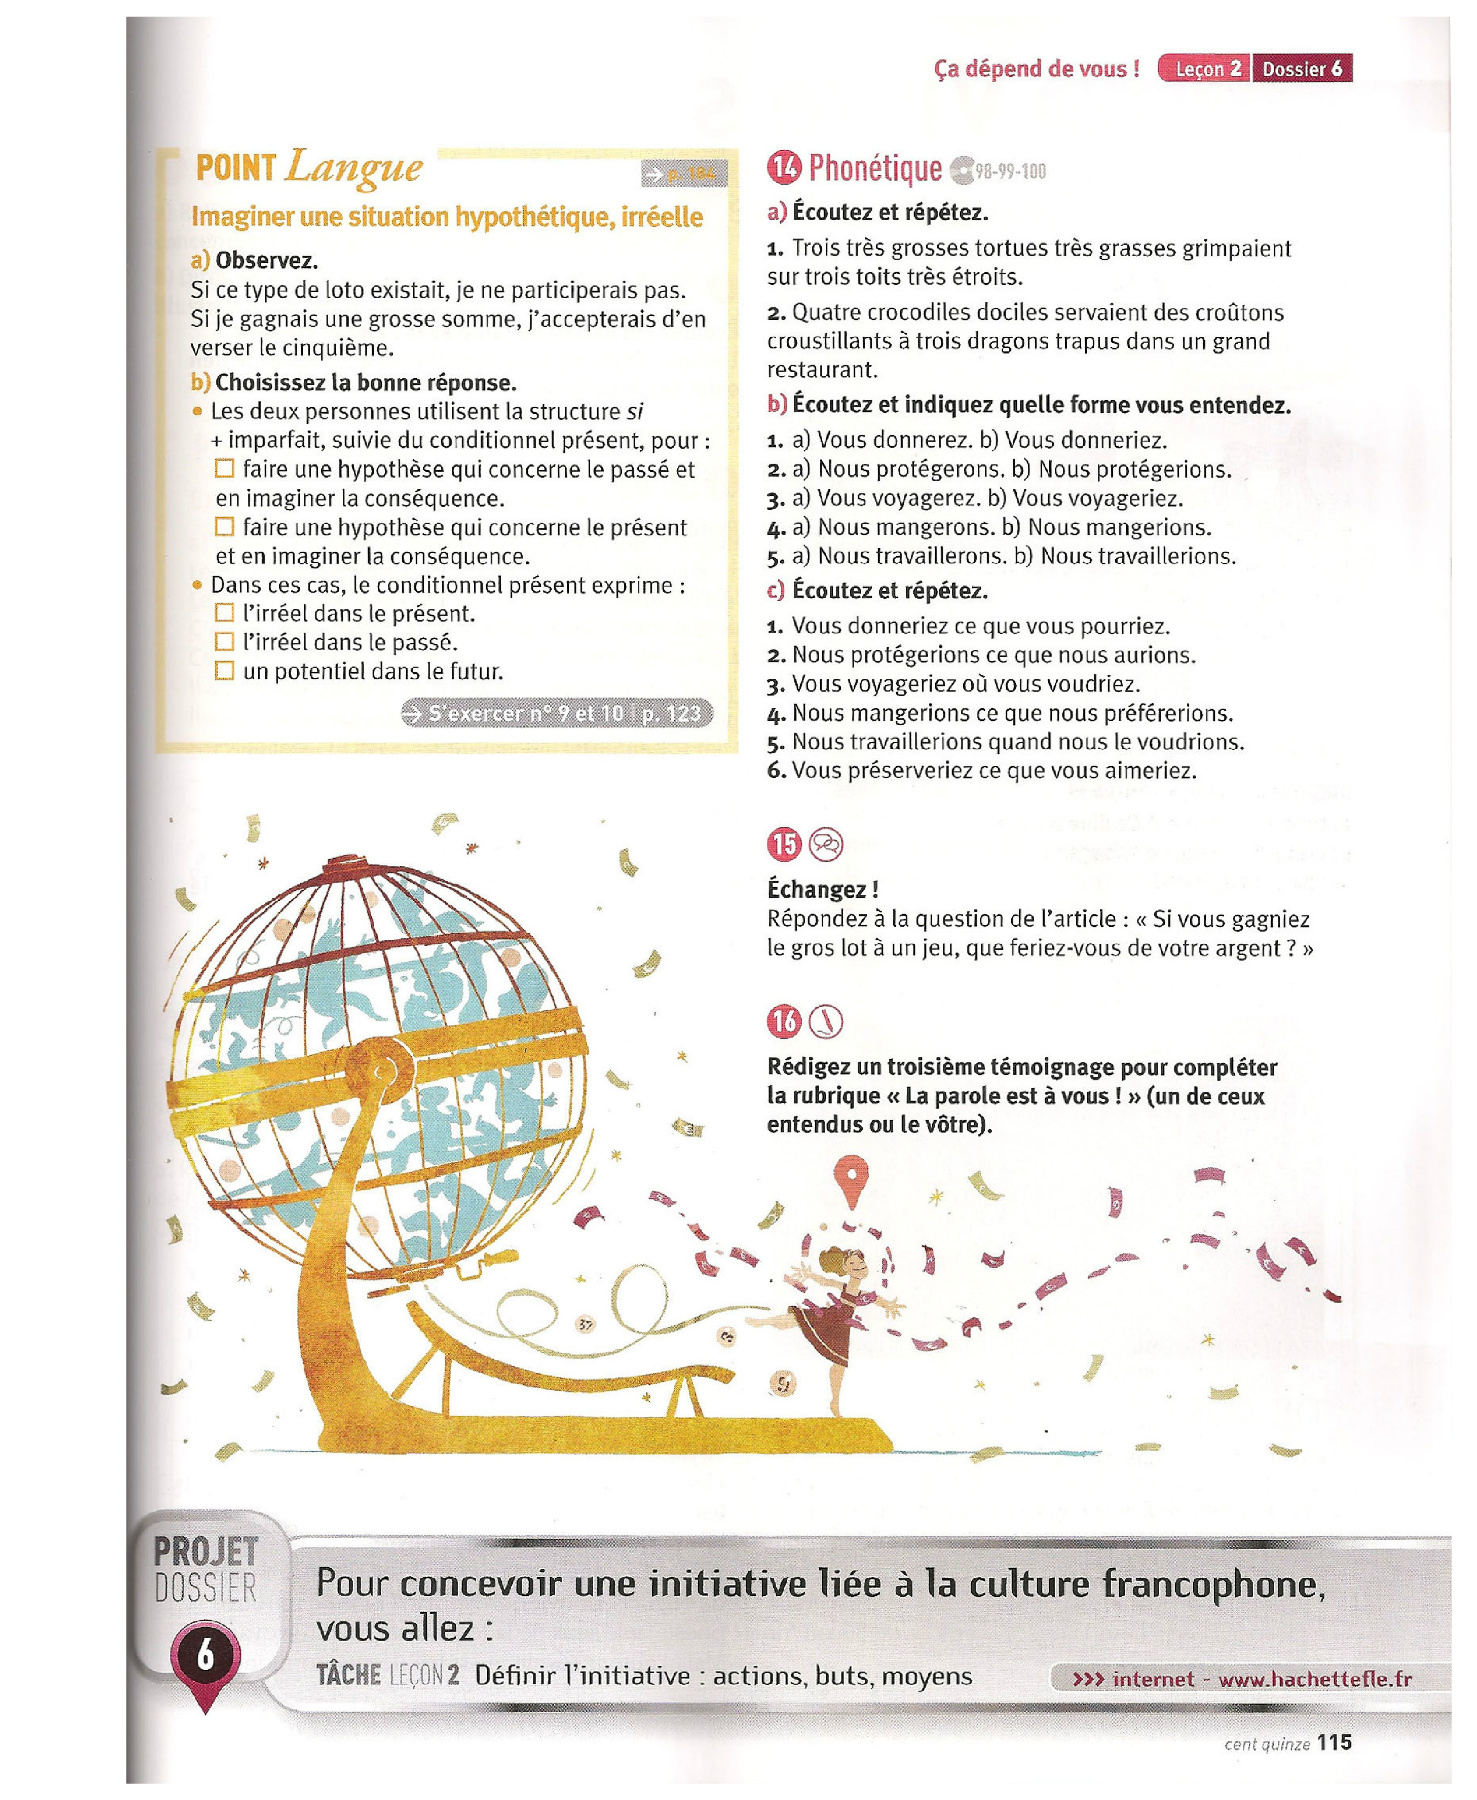 Ça dépend de vous ! Leçon 2 Dossier 6
POINT Langue
→ p. 184
Imaginer une situation hypothétique, irréelle
a) Observez.
Si ce type de loto existait, je ne participerais pas.
Si je gagnais une grosse somme, j'accepterais d'en
verser le cinquième.
b) Choisissez la bonne réponse.
• Les deux personnes utilisent la structure si
+ imparfait, suivie du conditionnel présent, pour :
☐ faire une hypothèse qui concerne le passé et
en imaginer la conséquence.
☐ faire une hypothèse qui concerne le présent
et en imaginer la conséquence.
• Dans ces cas, le conditionnel présent exprime :
☐ l'irréel dans le présent.
☐ l'irréel dans le passé.
☐ un potentiel dans le futur.
→ S'exercer n° 9 et 10 | p. 123
14 Phonétique 98-99-100
a) Écoutez et répétez.
1. Trois très grosses tortues très grasses grimpaient
sur trois toits très étroits.
2. Quatre crocodiles dociles servaient des croûtons
croustillants à trois dragons trapus dans un grand
restaurant.
b) Écoutez et indiquez quelle forme vous entendez.
1. a) Vous donnerez. b) Vous donneriez.
2. a) Nous protégerons. b) Nous protégerions.
3. a) Vous voyagerez. b) Vous voyageriez.
4. a) Nous mangerons. b) Nous mangerions.
5. a) Nous travaillerons. b) Nous travaillerions.
c) Écoutez et répétez.
1. Vous donneriez ce que vous pourriez.
2. Nous protégerions ce que nous aurions.
3. Vous voyageriez où vous voudriez.
4. Nous mangerions ce que nous préférerions.
5. Nous travaillerions quand nous le voudrions.
6. Vous préserveriez ce que vous aimeriez.
15
Échangez !
Répondez à la question de l'article : « Si vous gagniez
le gros lot à un jeu, que feriez-vous de votre argent ? »
16
Rédigez un troisième témoignage pour compléter
la rubrique « La parole est à vous ! » (un de ceux
entendus ou le vôtre).
37
51
PROJET
DOSSIER
6
Pour concevoir une initiative liée à la culture francophone,
vous allez :
TÂCHE LEÇON 2 Définir l'initiative : actions, buts, moyens
>>> internet - www.hachettefle.fr
cent quinze 115